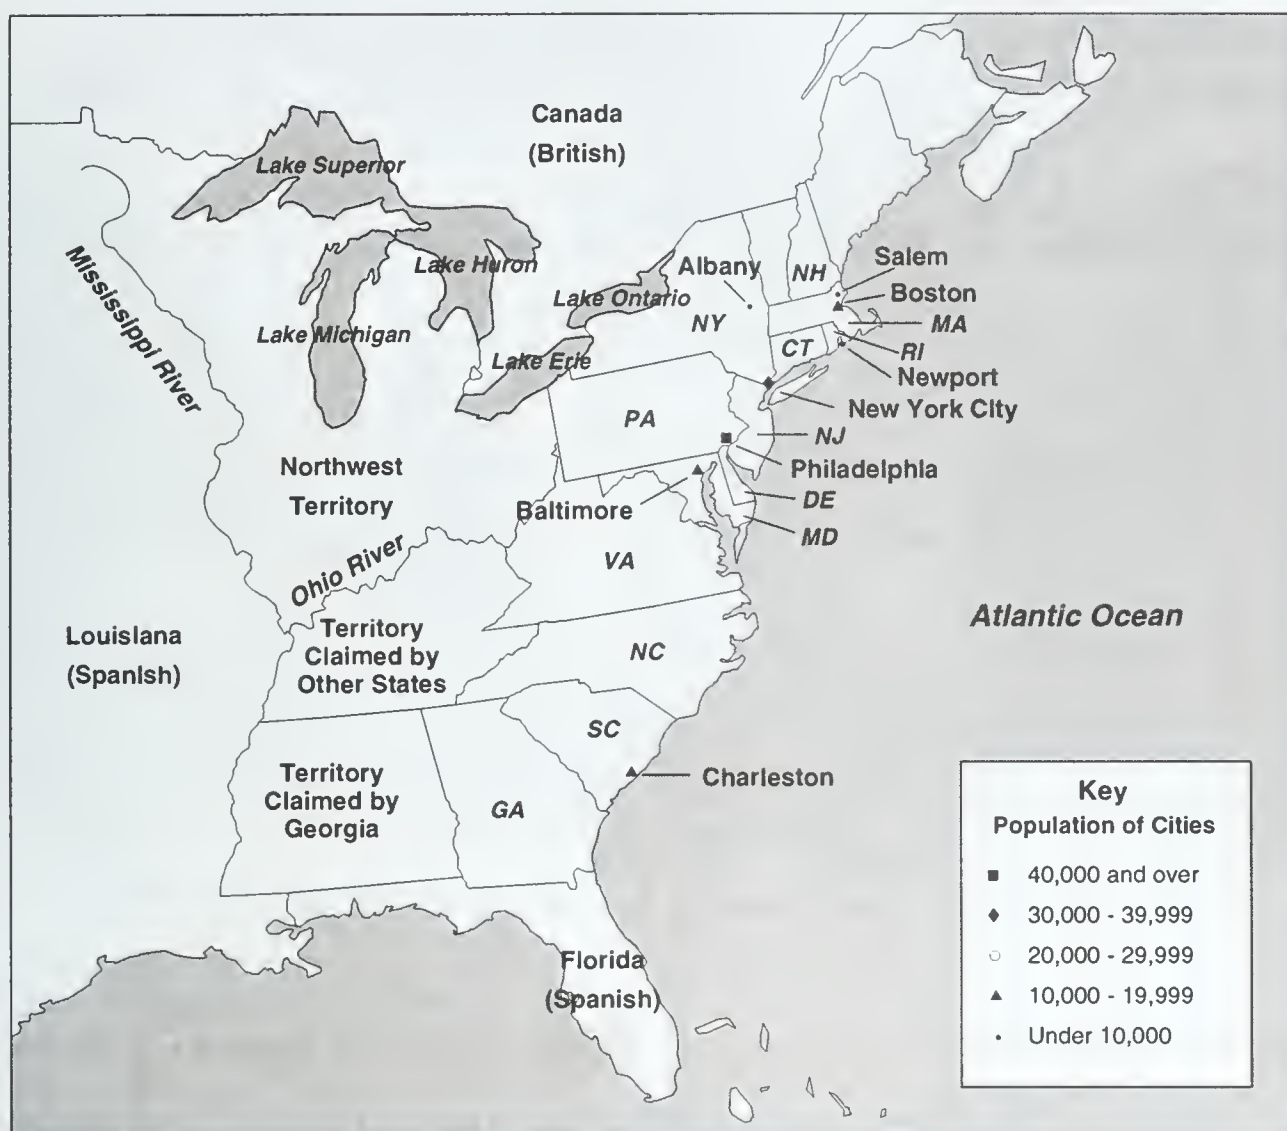 Canada
(British)
Lake Superior
Mississippi River
Lake Huron
Lake Michigan
Lake Ontario
Lake Erie
Albany
NH
Salem
Boston
NY
MA
CT
RI
Newport
New York City
PA
NJ
Philadelphia
Northwest
Territory
Baltimore
DE
MD
Ohio River
VA
Atlantic Ocean
Louisiana
(Spanish)
Territory
Claimed by
Other States
NC
SC
Charleston
Territory
Claimed by
Georgia
GA
Florida
(Spanish)
Key
Population of Cities
40,000 and over
30,000 - 39,999
20,000 - 29,999
10,000 - 19,999
Under 10,000